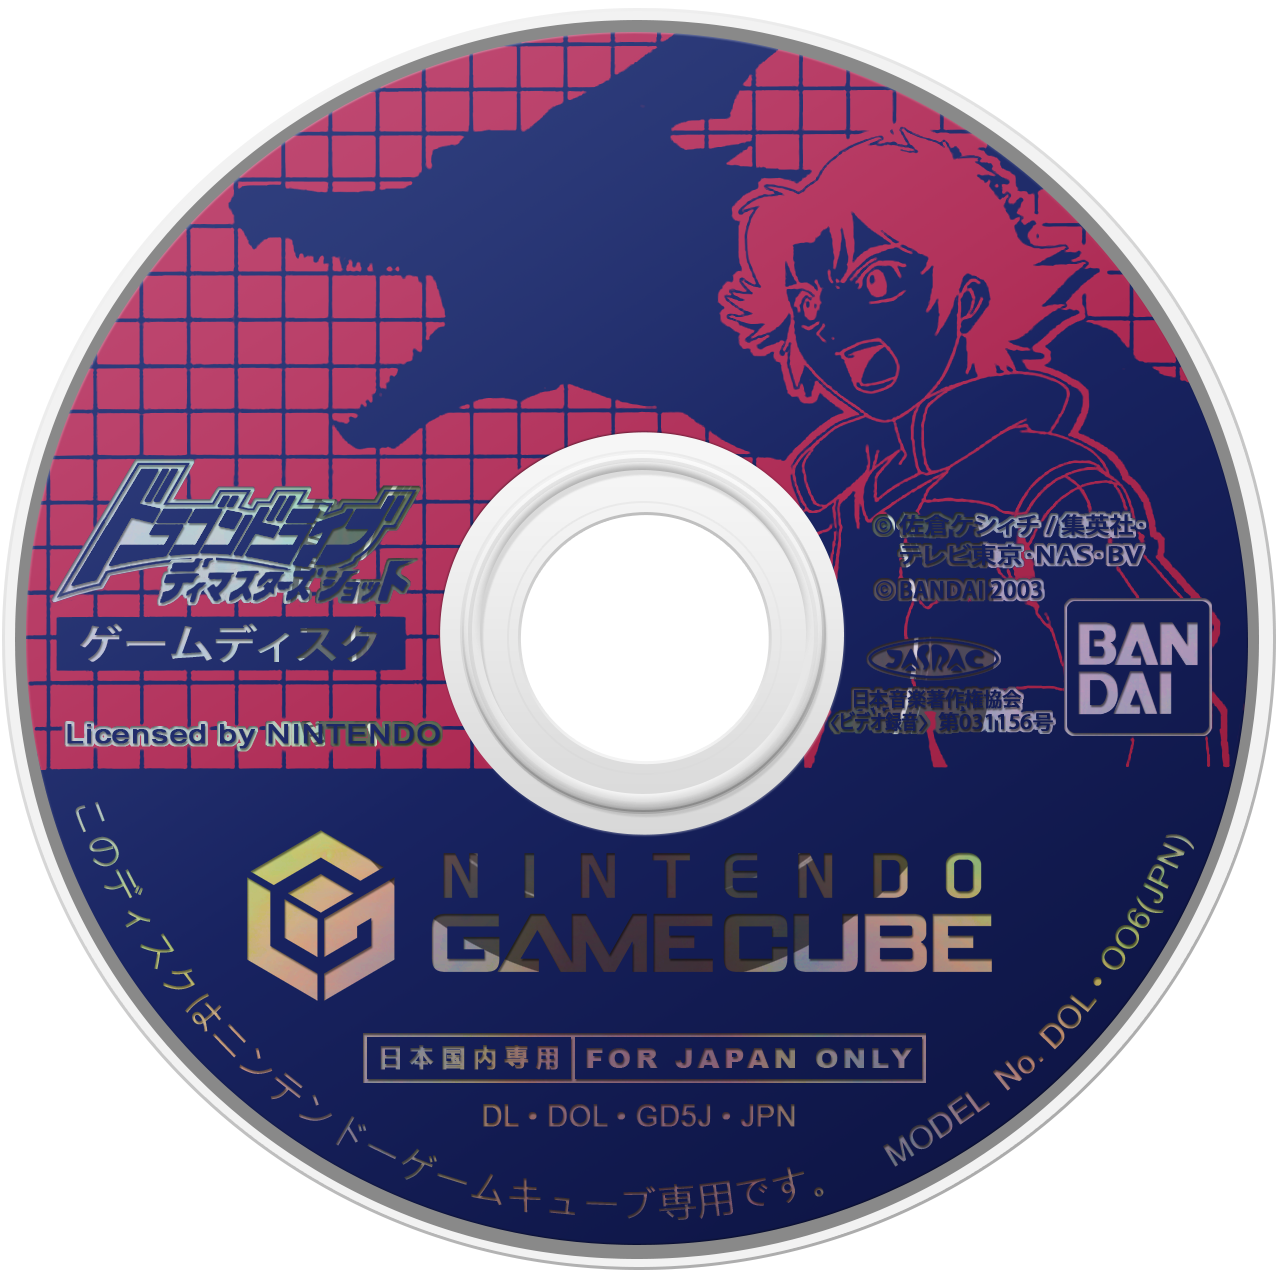 ドラゴンドライブ
ディマスターズ・ショット
ゲームディスク
Licensed by NINTENDO
© 佐倉ケンイチ / 集英社・
テレビ東京・NAS・BV
© BANDAI 2003
JASRAC
日本音楽著作権協会
(ビデオ録音) 第031156号
BAN
DAI
NINTENDO
GAMECUBE
日本国内専用 FOR JAPAN ONLY
DL・DOL・GD5J・JPN
このディスクはニンテンドーゲームキューブ専用です。
MODEL No. DOL・006(JPN)